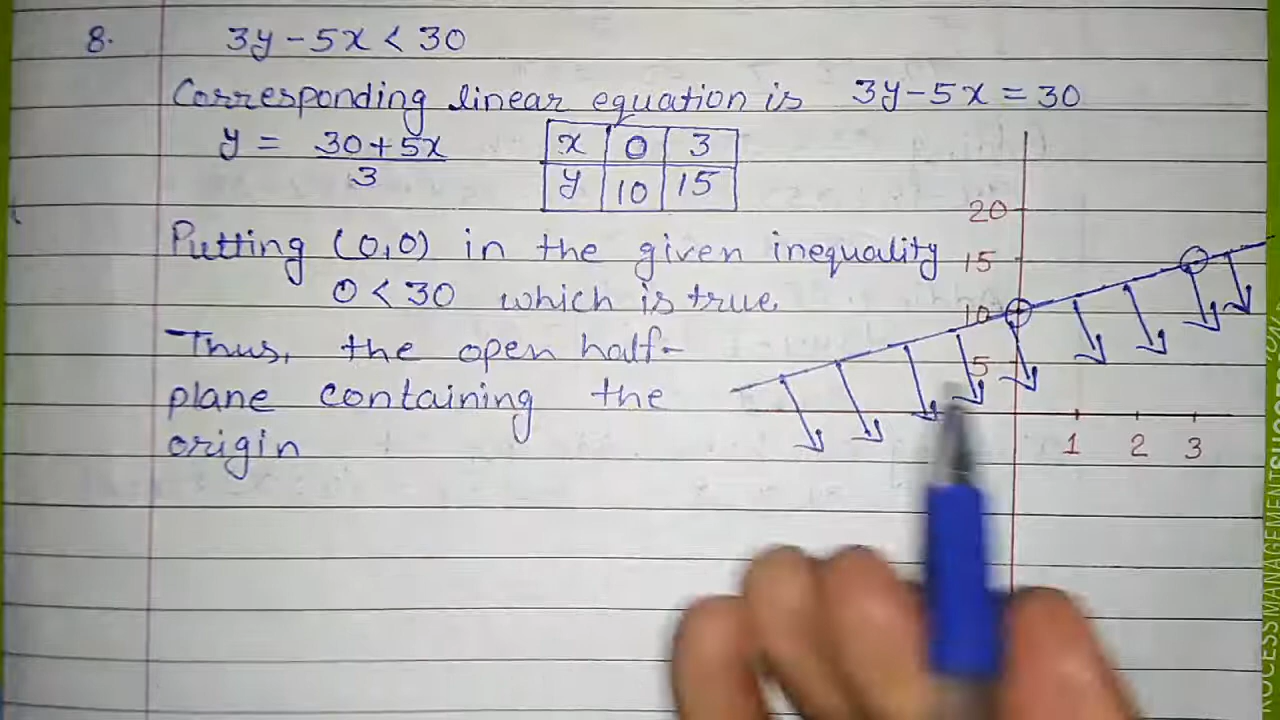 8. 3y - 5x < 30
Corresponding linear equation is 3y - 5x = 30
y = 30 + 5x / 3
x 0 3
y 10 15
Putting (0,0) in the given inequality
0 < 30 which is true
Thus, the open half-
plane containing the
origin
20
15
10
5
1 2 3